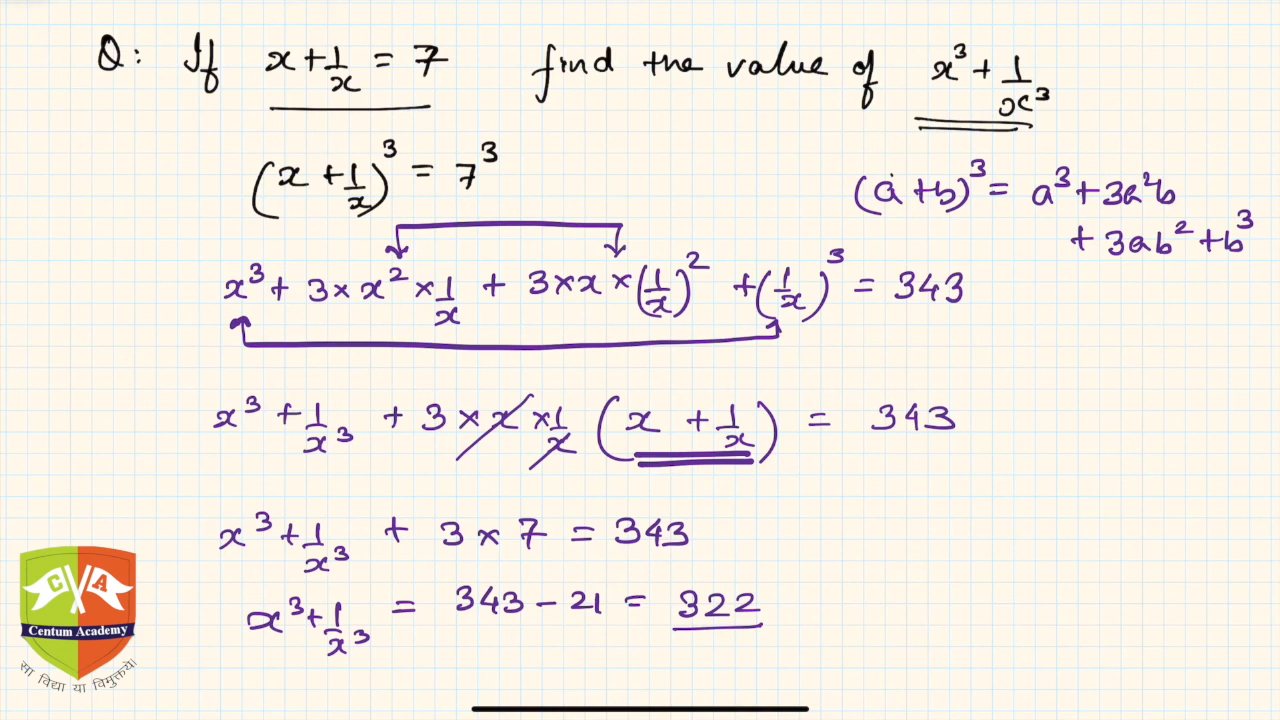 Q: If x + 1/x = 7 find the value of x³ + 1/x³
(x + 1/x)³ = 7³
(a + b)³ = a³ + 3a²b
+ 3ab² + b³
x³ + 3 × x² × 1/x + 3 × x × (1/x)² + (1/x)³ = 343
x³ + 1/x³ + 3 × x × 1/x (x + 1/x) = 343
x³ + 1/x³ + 3 × 7 = 343
x³ + 1/x³ = 343 - 21 = 322
C A
Centum Academy
सा विद्या या विमुक्तये।